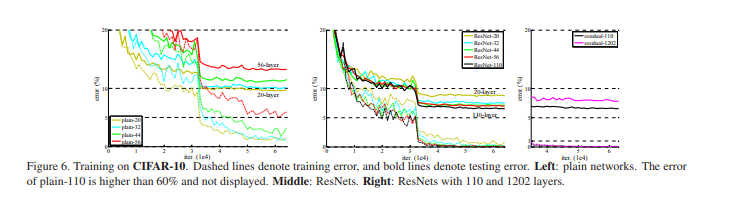 20
10
5
0
error (%)
56-layer
20-layer
plain-20
plain-32
plain-44
plain-56
0 1 2 3 4 5 6
iter. (1e4)
20
10
5
0
error (%)
ResNet-20
ResNet-32
ResNet-44
ResNet-56
ResNet-110
20-layer
110-layer
0 1 2 3 4 5 6
iter. (1e4)
20
10
5
1
0
error (%)
residual-110
residual-1202
4 5 6
iter. (1e4)
Figure 6. Training on CIFAR-10. Dashed lines denote training error, and bold lines denote testing error. Left: plain networks. The error
of plain-110 is higher than 60% and not displayed. Middle: ResNets. Right: ResNets with 110 and 1202 layers.